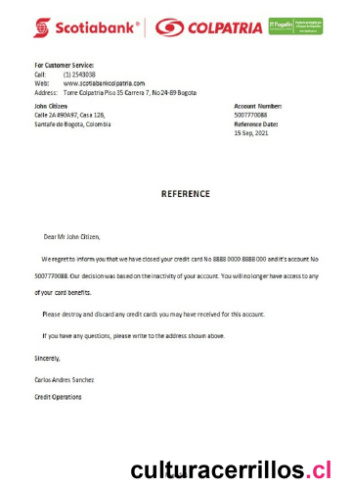 Scotiabank® COLPATRIA
For Customer Service:
Call: (1) 2543038
Web: www.scotiabankcolpatria.com
Address: Torre Colpatria Piso 35 Carrera 7, No 24-89 Bogota
John Citizen Account Number:
Calle 2A #90497, Casa 128, 5007770088
Santafe de Bogota, Colombia Reference Date:
15 Sep, 2021
REFERENCE
Dear Mr John Citizen,
We regret to inform you that we have closed your credit card No 8888 0000 8888 000 and it's account No
5007770088. Our decision was based on the inactivity of your account. You will no longer have access to any
of your card benefits.
Please destroy and discard any credit cards you may have received for this account.
If you have any questions, please write to the address shown above.
Sincerely,
Carlos Andres Sanchez
Credit Operations
culturacerrillos.cl